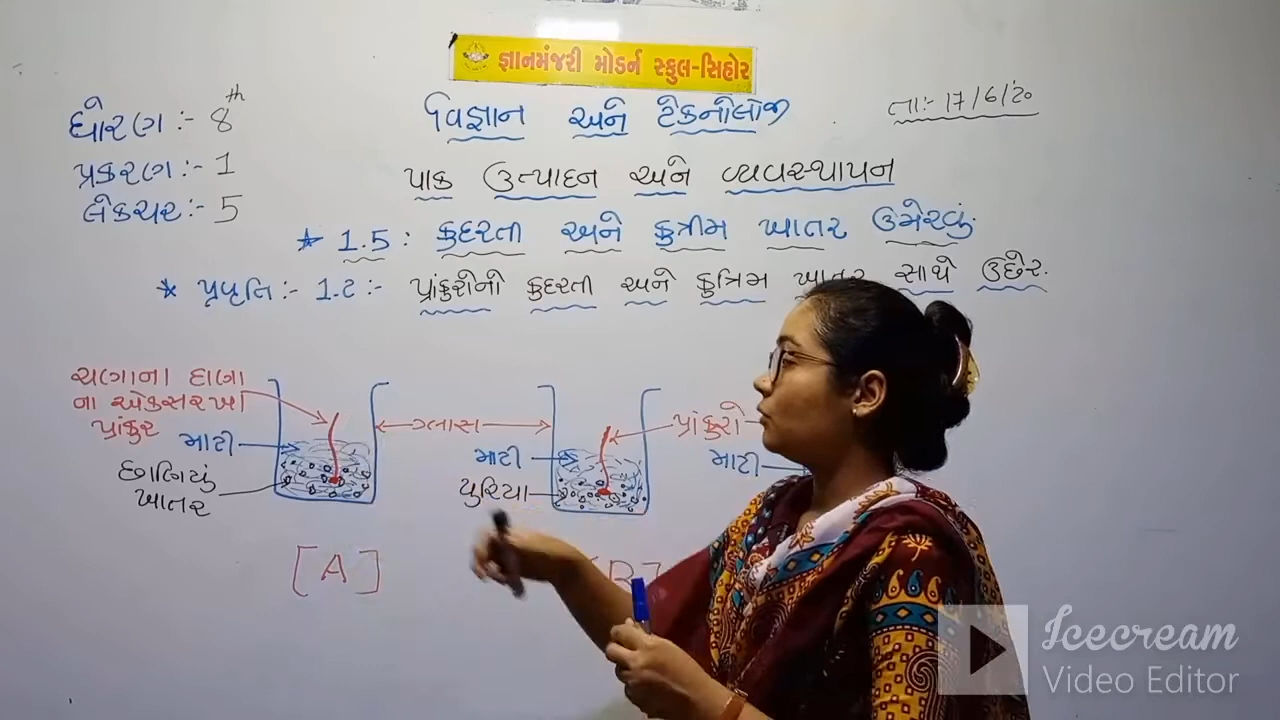 જ્ઞાનમંજરી મોડર્ન સ્કુલ-સિહોર
ધોરણ :- 8th
પ્રકરણ :- 1
લેકચર :- 5
વિજ્ઞાન અને ટેકનોલોજી
તા:- 17/6/20
પાક ઉત્પાદન અને વ્યવસ્થાપન
* 1.5 : કુદરતી અને કુત્રીમ ખાતર ઉમેરવું
* પ્રવૃતિ :- 1.2 :- પ્રાંકુરોનો કુદરતી અને કુત્રિમ ખાતર સાથે ઉછેર.
ચણાના દાણા
ના એકસરખા
પ્રાંકુર
માટી
છાણિયું
ખાતર
ગ્લાસ
માટી
યુરિયા
પ્રાંકુરો
માટી
[A]
[B]
Icecream
Video Editor